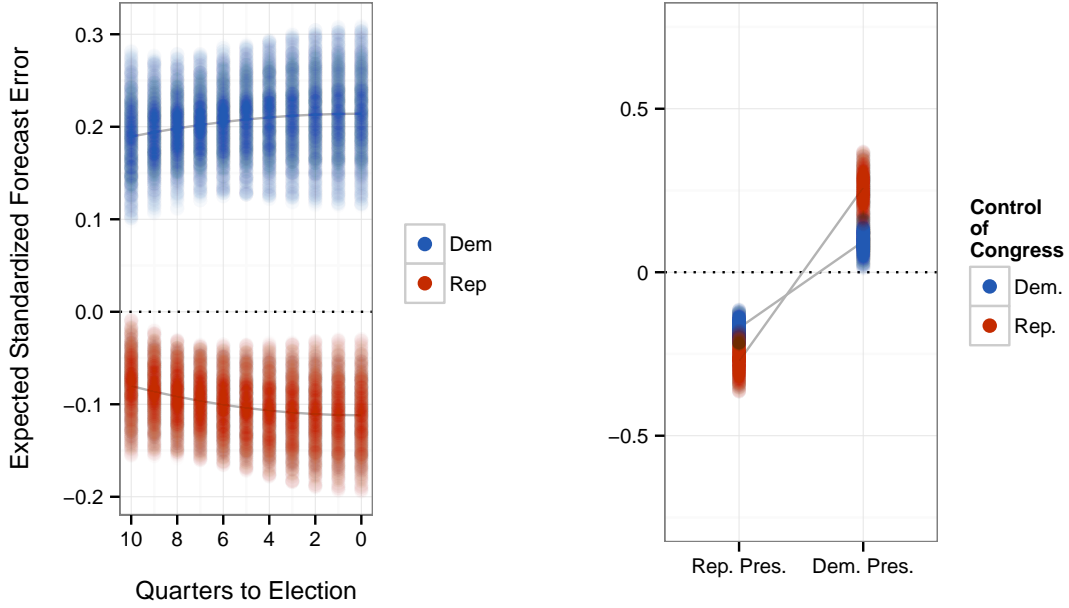 Expected Standardized Forecast Error
0.3
0.2
0.1
0.0
−0.1
−0.2
10 8 6 4 2 0
Quarters to Election
Dem
Rep
0.5
0
−0.5
Rep. Pres. Dem. Pres.
Control
of
Congress
Dem.
Rep.